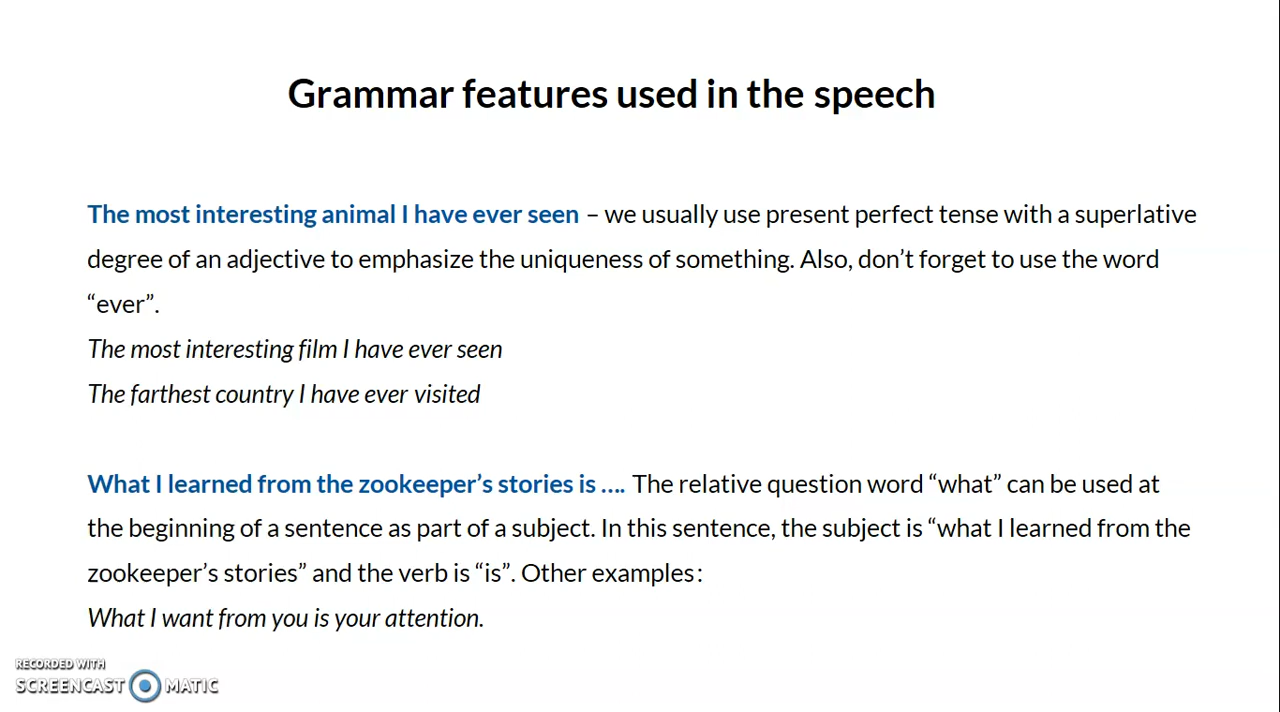 Grammar features used in the speech
The most interesting animal I have ever seen – we usually use present perfect tense with a superlative
degree of an adjective to emphasize the uniqueness of something. Also, don’t forget to use the word
“ever”.
The most interesting film I have ever seen
The farthest country I have ever visited
What I learned from the zookeeper’s stories is …. The relative question word “what” can be used at
the beginning of a sentence as part of a subject. In this sentence, the subject is “what I learned from the
zookeeper’s stories” and the verb is “is”. Other examples:
What I want from you is your attention.
RECORDED WITH
SCREENCAST MATIC